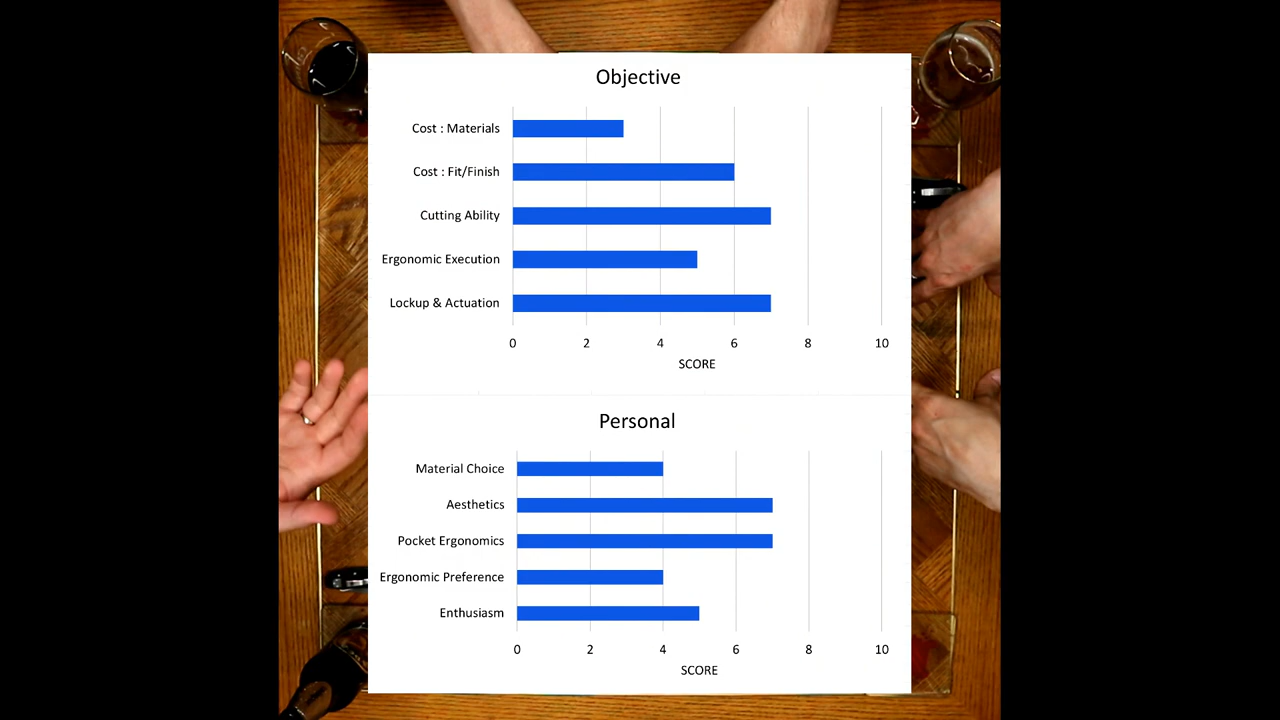 Objective
Cost : Materials
Cost : Fit/Finish
Cutting Ability
Ergonomic Execution
Lockup & Actuation
0 2 4 6 8 10
SCORE
Personal
Material Choice
Aesthetics
Pocket Ergonomics
Ergonomic Preference
Enthusiasm
0 2 4 6 8 10
SCORE